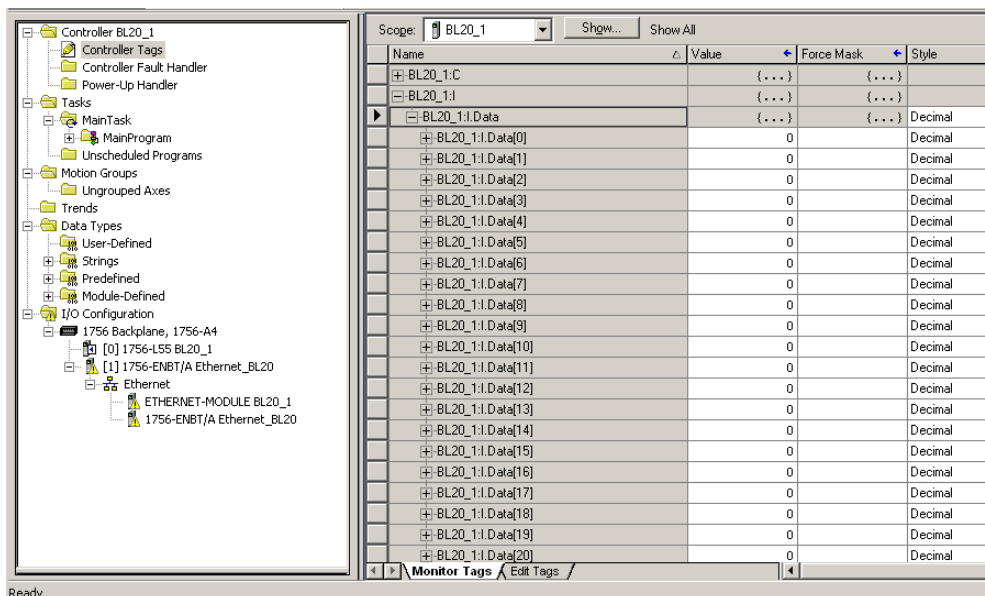 Controller BL20_1
Controller Tags
Controller Fault Handler
Power-Up Handler
Tasks
MainTask
MainProgram
Unscheduled Programs
Motion Groups
Ungrouped Axes
Trends
Data Types
User-Defined
Strings
Predefined
Module-Defined
I/O Configuration
1756 Backplane, 1756-A4
[0] 1756-L55 BL20_1
[1] 1756-ENBT/A Ethernet_BL20
Ethernet
ETHERNET-MODULE BL20_1
1756-ENBT/A Ethernet_BL20
Scope: BL20_1 Show... Show All
Name Value Force Mask Style
BL20_1:C {...} {...}
BL20_1:I {...} {...}
BL20_1:I.Data {...} {...} Decimal
BL20_1:I.Data[0] 0 Decimal
BL20_1:I.Data[1] 0 Decimal
BL20_1:I.Data[2] 0 Decimal
BL20_1:I.Data[3] 0 Decimal
BL20_1:I.Data[4] 0 Decimal
BL20_1:I.Data[5] 0 Decimal
BL20_1:I.Data[6] 0 Decimal
BL20_1:I.Data[7] 0 Decimal
BL20_1:I.Data[8] 0 Decimal
BL20_1:I.Data[9] 0 Decimal
BL20_1:I.Data[10] 0 Decimal
BL20_1:I.Data[11] 0 Decimal
BL20_1:I.Data[12] 0 Decimal
BL20_1:I.Data[13] 0 Decimal
BL20_1:I.Data[14] 0 Decimal
BL20_1:I.Data[15] 0 Decimal
BL20_1:I.Data[16] 0 Decimal
BL20_1:I.Data[17] 0 Decimal
BL20_1:I.Data[18] 0 Decimal
BL20_1:I.Data[19] 0 Decimal
BL20_1:I.Data[20] 0 Decimal
Monitor Tags Edit Tags
Ready